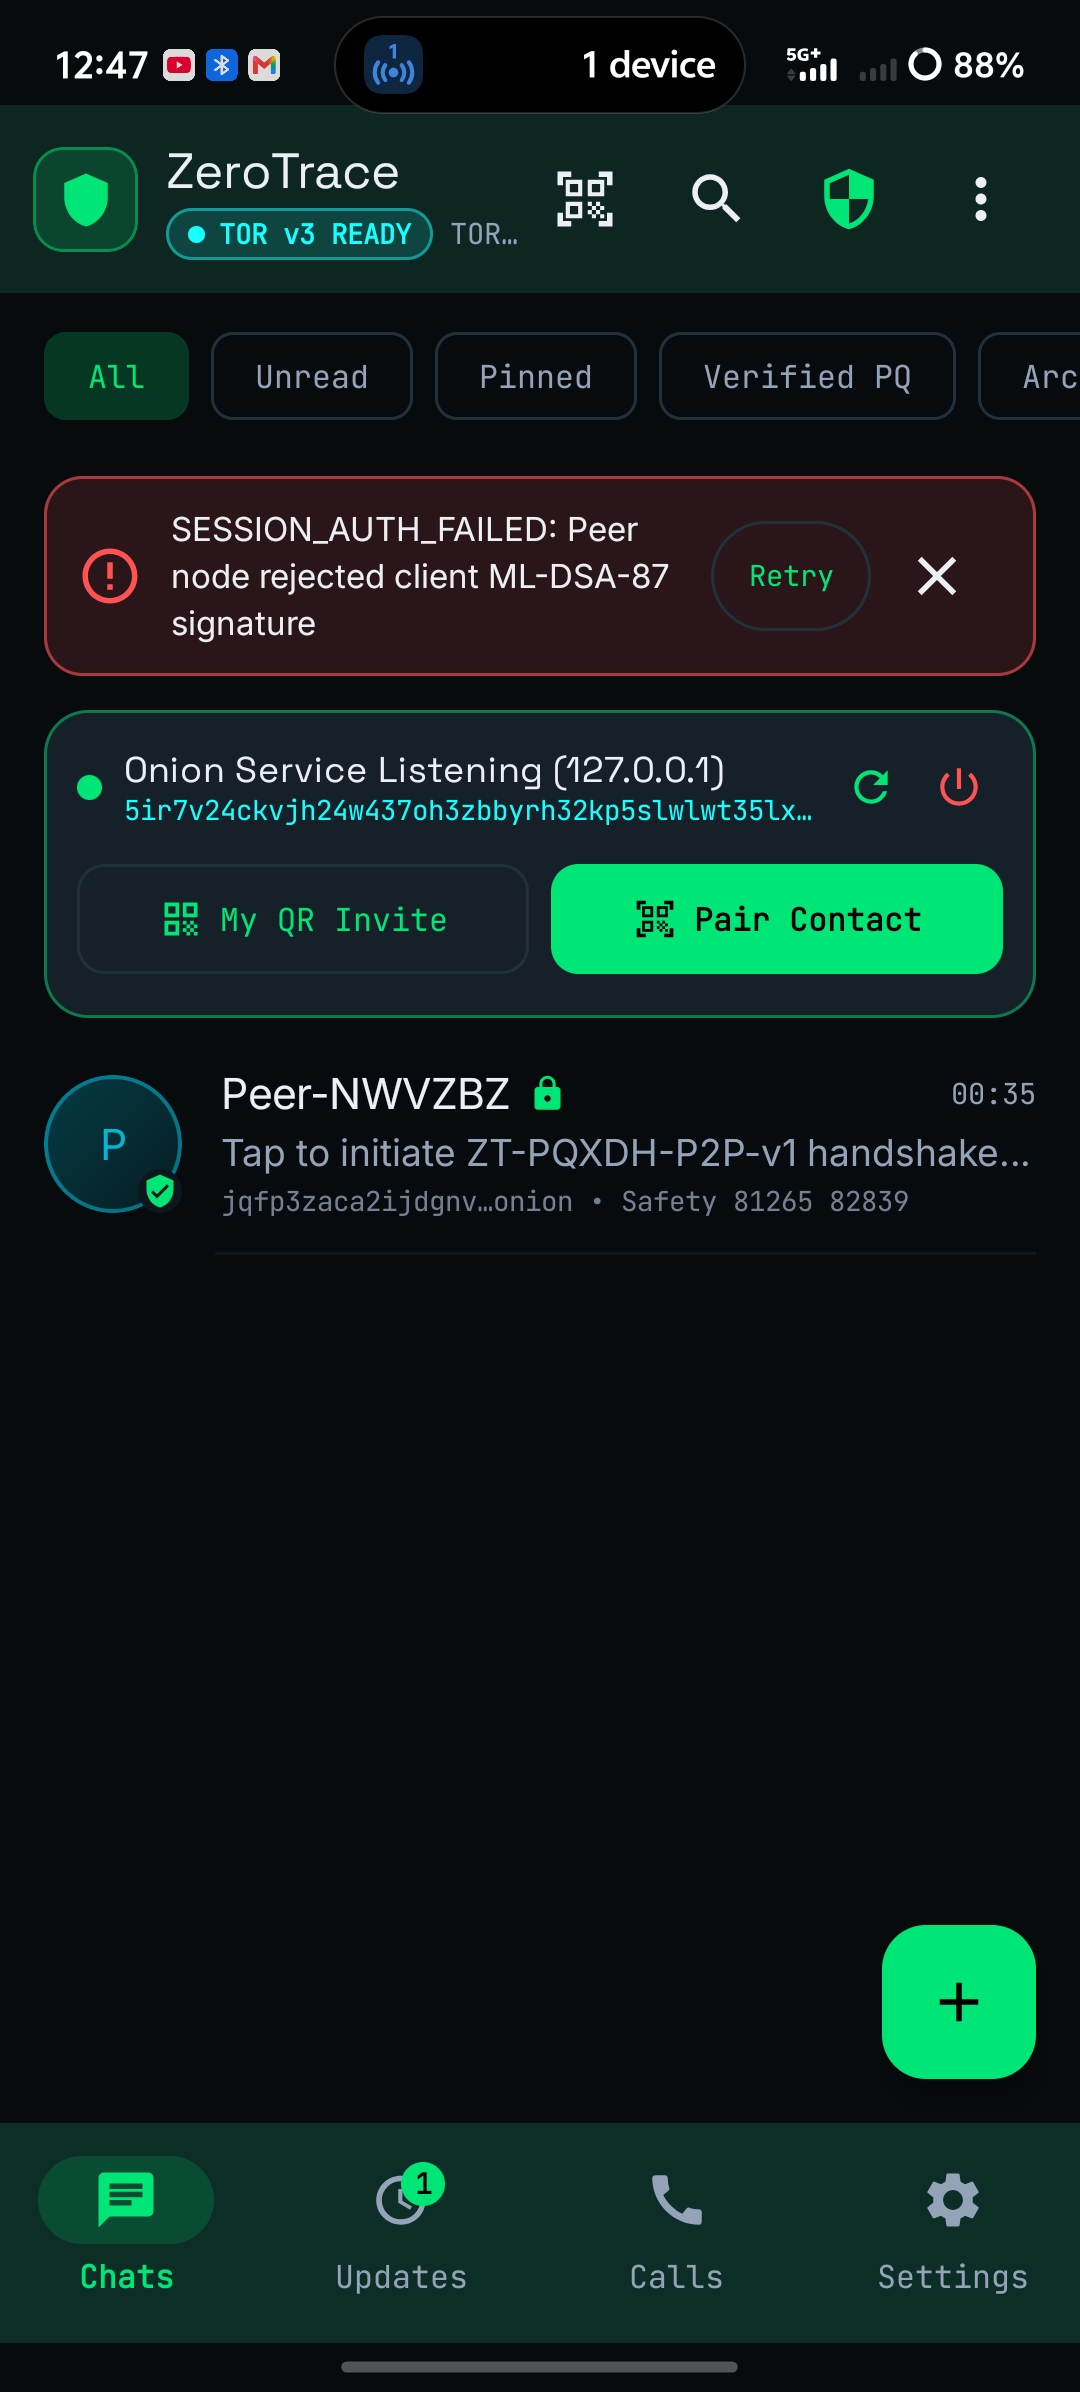 12:47
1
1 device
5G+
88%
ZeroTrace
TOR v3 READY
TOR…
All
Unread
Pinned
Verified PQ
Arc
SESSION_AUTH_FAILED: Peer
node rejected client ML-DSA-87
signature
Retry
Onion Service Listening (127.0.0.1)
5ir7v24ckvjh24w437oh3zbbyrh32kp5slwlwt35lx…
My QR Invite
Pair Contact
P
Peer-NWVZBZ
00:35
Tap to initiate ZT-PQXDH-P2P-v1 handshake...
jqfp3zaca2ijdgnv…onion • Safety 81265 82839
1
Chats
Updates
Calls
Settings